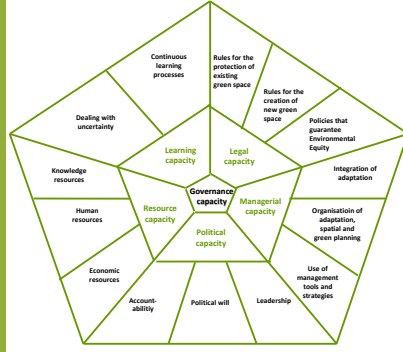 Continuous
learning
processes
Rules for the
protection of
existing
green space
Rules for the
creation of
new green
space
Policies that
guarantee
Environmental
Equity
Dealing with
uncertainty
Learning
capacity
Legal
capacity
Knowledge
resources
Integration of
adaptation
Governance
capacity
Human
resources
Resource
capacity
Managerial
capacity
Organisatioin of
adaptation,
spatial and
green planning
Political
capacity
Economic
resources
Use of
management
tools and
strategies
Account-
abilitiy
Political will
Leadership